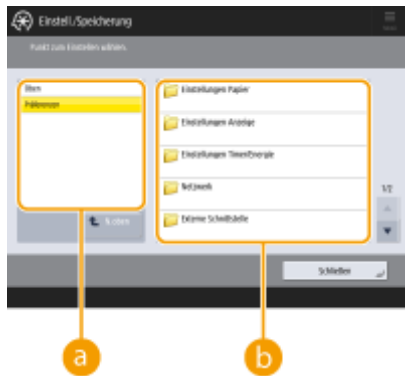 Einstell./Speicherung
Punkt zum Einstellen wählen.
Oben
Präferenzen
Einstellungen Papier
Einstellungen Anzeige
Einstellungen Timer/Energie
Netzwerk
Externe Schnittstelle
1/2
N. oben
Schließen
a
b